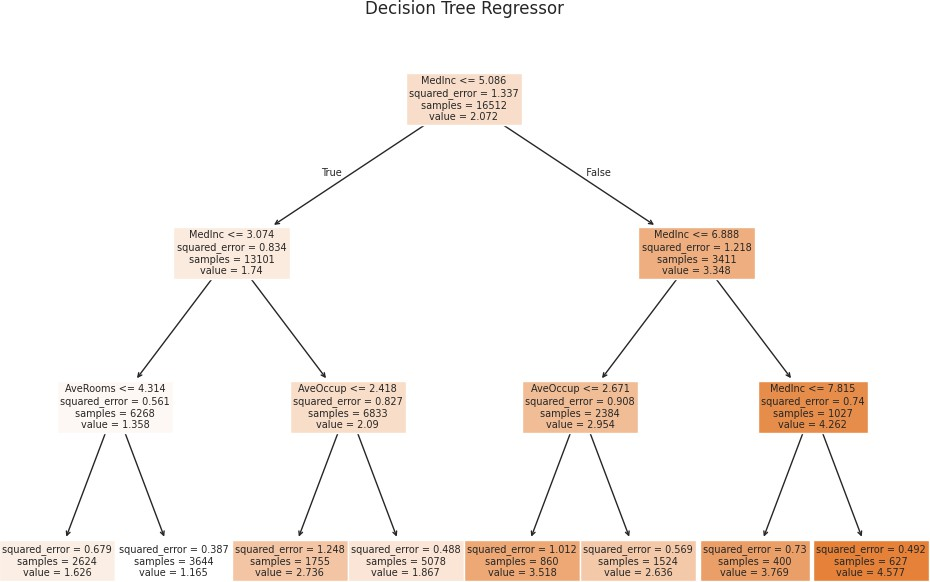 Decision Tree Regressor
MedInc <= 5.086
squared_error = 1.337
samples = 16512
value = 2.072
True
False
MedInc <= 3.074
squared_error = 0.834
samples = 13101
value = 1.74
MedInc <= 6.888
squared_error = 1.218
samples = 3411
value = 3.348
AveRooms <= 4.314
squared_error = 0.561
samples = 6268
value = 1.358
AveOccup <= 2.418
squared_error = 0.827
samples = 6833
value = 2.09
AveOccup <= 2.671
squared_error = 0.908
samples = 2384
value = 2.954
MedInc <= 7.815
squared_error = 0.74
samples = 1027
value = 4.262
squared_error = 0.679
samples = 2624
value = 1.626
squared_error = 0.387
samples = 3644
value = 1.165
squared_error = 1.248
samples = 1755
value = 2.736
squared_error = 0.488
samples = 5078
value = 1.867
squared_error = 1.012
samples = 860
value = 3.518
squared_error = 0.569
samples = 1524
value = 2.636
squared_error = 0.73
samples = 400
value = 3.769
squared_error = 0.492
samples = 627
value = 4.577